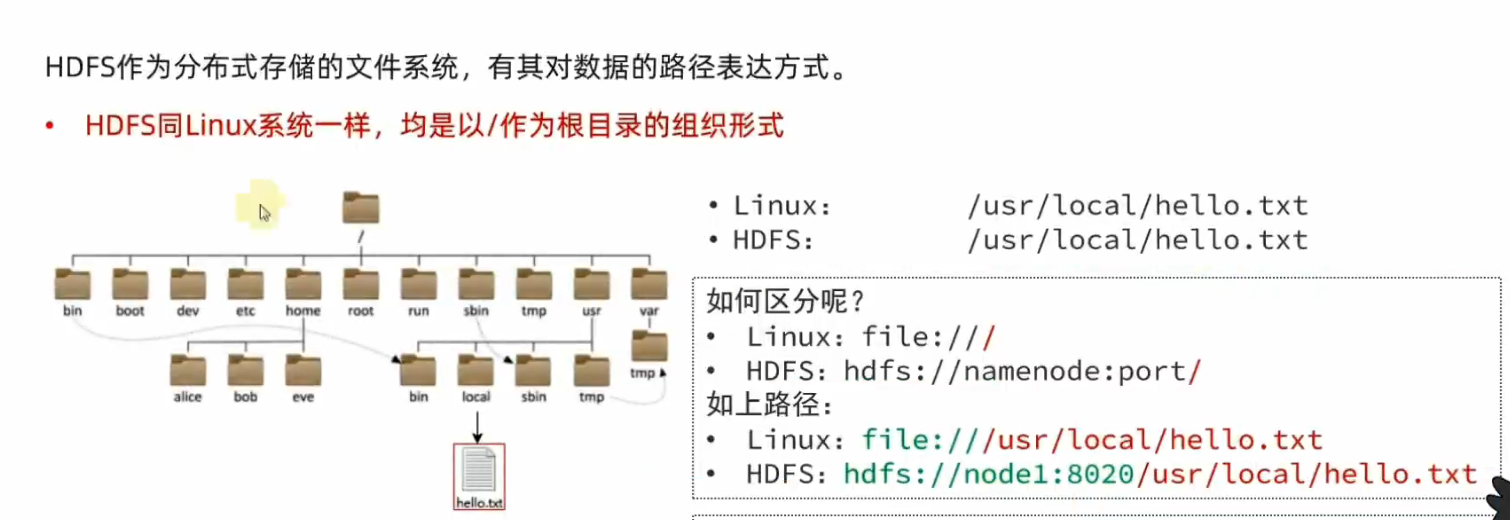 HDFS作为分布式存储的文件系统，有其对数据的路径表达方式。
• HDFS同Linux系统一样，均是以/作为根目录的组织形式
/
bin boot dev etc home root run sbin tmp usr var
alice bob eve bin local sbin tmp tmp
hello.txt
• Linux： /usr/local/hello.txt
• HDFS： /usr/local/hello.txt
如何区分呢？
• Linux：file:///
• HDFS：hdfs://namenode:port/
如上路径：
• Linux：file:///usr/local/hello.txt
• HDFS：hdfs://node1:8020/usr/local/hello.txt